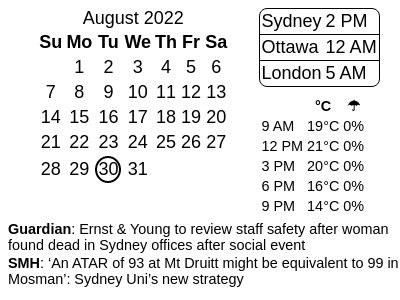 August 2022
Su Mo Tu We Th Fr Sa
1 2 3 4 5 6
7 8 9 10 11 12 13
14 15 16 17 18 19 20
21 22 23 24 25 26 27
28 29 30 31
Sydney 2 PM
Ottawa 12 AM
London 5 AM
°C ☂
9 AM 19°C 0%
12 PM 21°C 0%
3 PM 20°C 0%
6 PM 16°C 0%
9 PM 14°C 0%
Guardian: Ernst & Young to review staff safety after woman
found dead in Sydney offices after social event
SMH: ‘An ATAR of 93 at Mt Druitt might be equivalent to 99 in
Mosman’: Sydney Uni’s new strategy